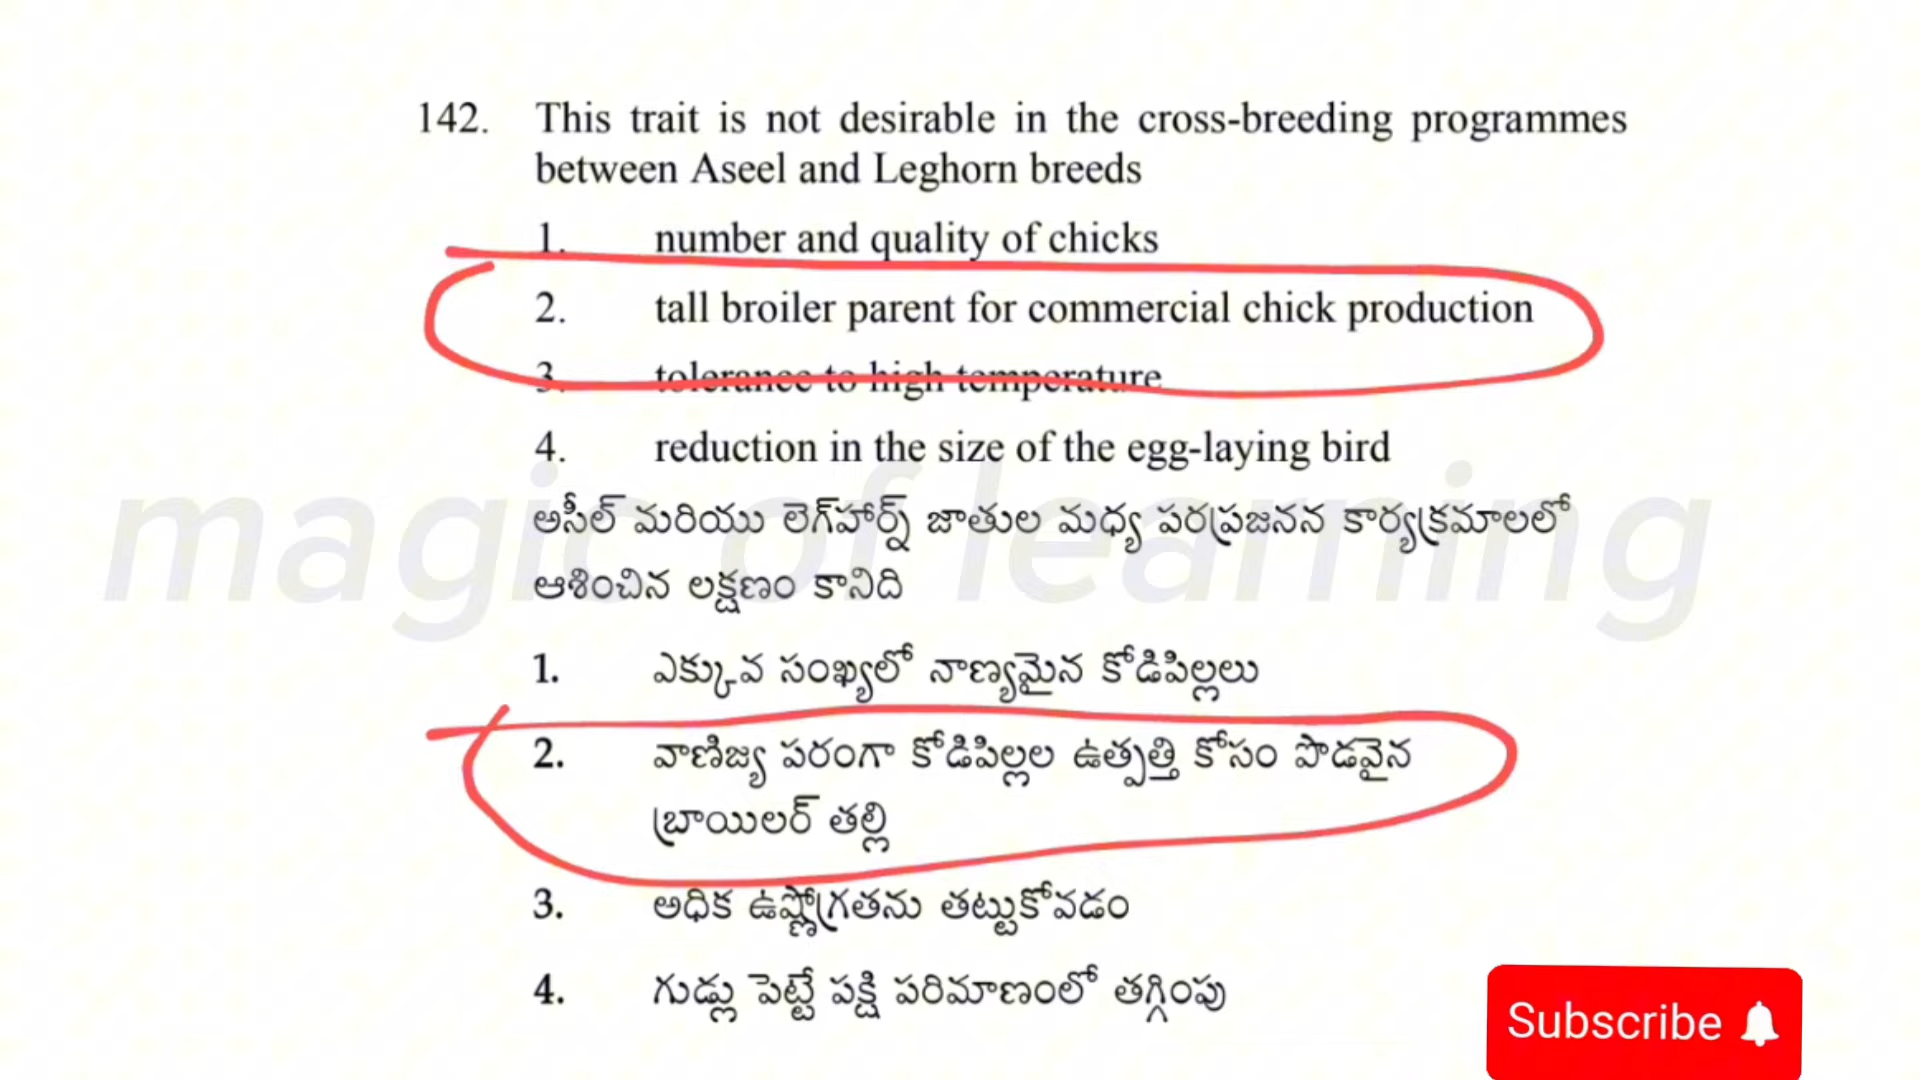 142. This trait is not desirable in the cross-breeding programmes
between Aseel and Leghorn breeds
1. number and quality of chicks
2. tall broiler parent for commercial chick production
3. tolerance to high temperature
4. reduction in the size of the egg-laying bird
magic of learning
అసీల్ మరియు లెగ్‌హార్న్ జాతుల మధ్య పరప్రజనన కార్యక్రమాలలో
ఆశించిన లక్షణం కానిది
1. ఎక్కువ సంఖ్యలో నాణ్యమైన కోడిపిల్లలు
2. వాణిజ్య పరంగా కోడిపిల్లల ఉత్పత్తి కోసం పొడవైన
బ్రాయిలర్ తల్లి
3. అధిక ఉష్ణోగ్రతను తట్టుకోవడం
4. గుడ్లు పెట్టే పక్షి పరిమాణంలో తగ్గింపు
Subscribe